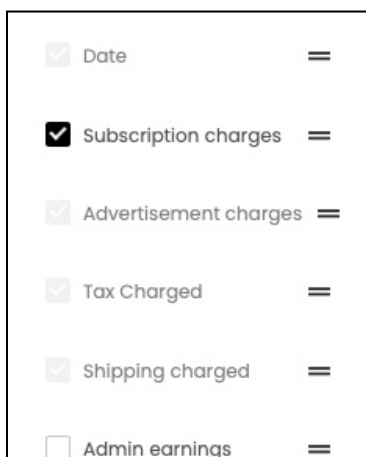 Date
Subscription charges
Advertisement charges
Tax Charged
Shipping charged
Admin earnings